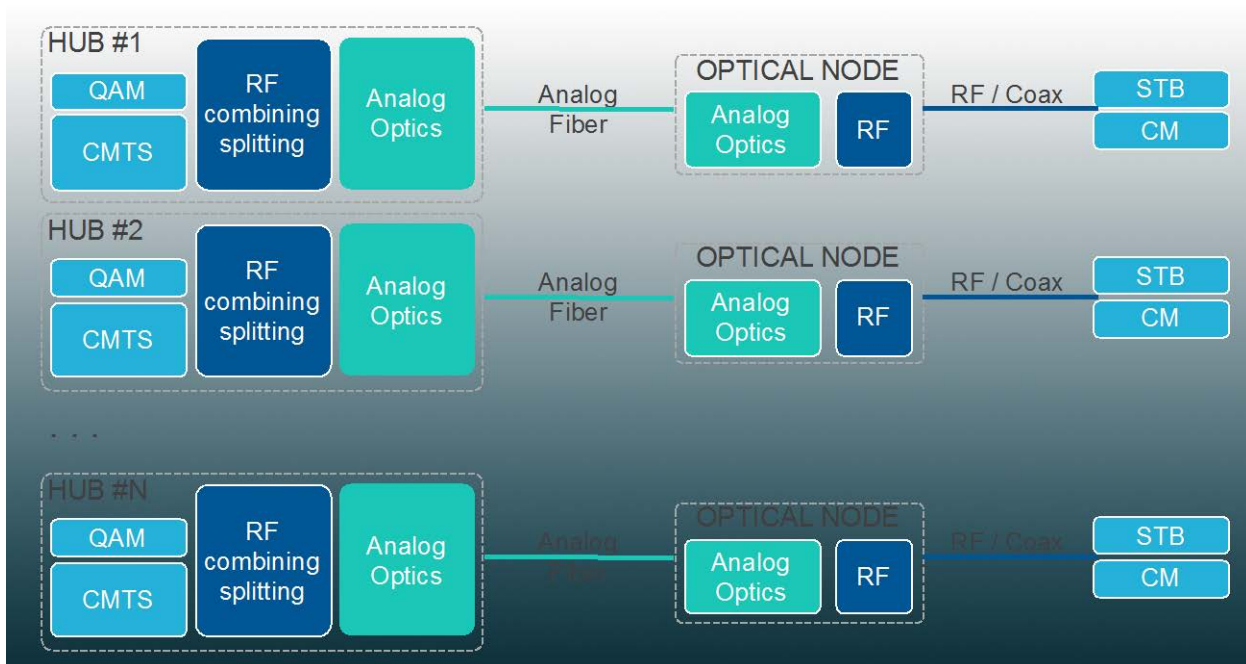 HUB #1
QAM
CMTS
RF
combining
splitting
Analog
Optics
Analog
Fiber
OPTICAL NODE
Analog
Optics
RF
RF / Coax
STB
CM
HUB #2
QAM
CMTS
RF
combining
splitting
Analog
Optics
Analog
Fiber
OPTICAL NODE
Analog
Optics
RF
RF / Coax
STB
CM
. . .
HUB #N
QAM
CMTS
RF
combining
splitting
Analog
Optics
Analog
Fiber
OPTICAL NODE
Analog
Optics
RF
RF / Coax
STB
CM